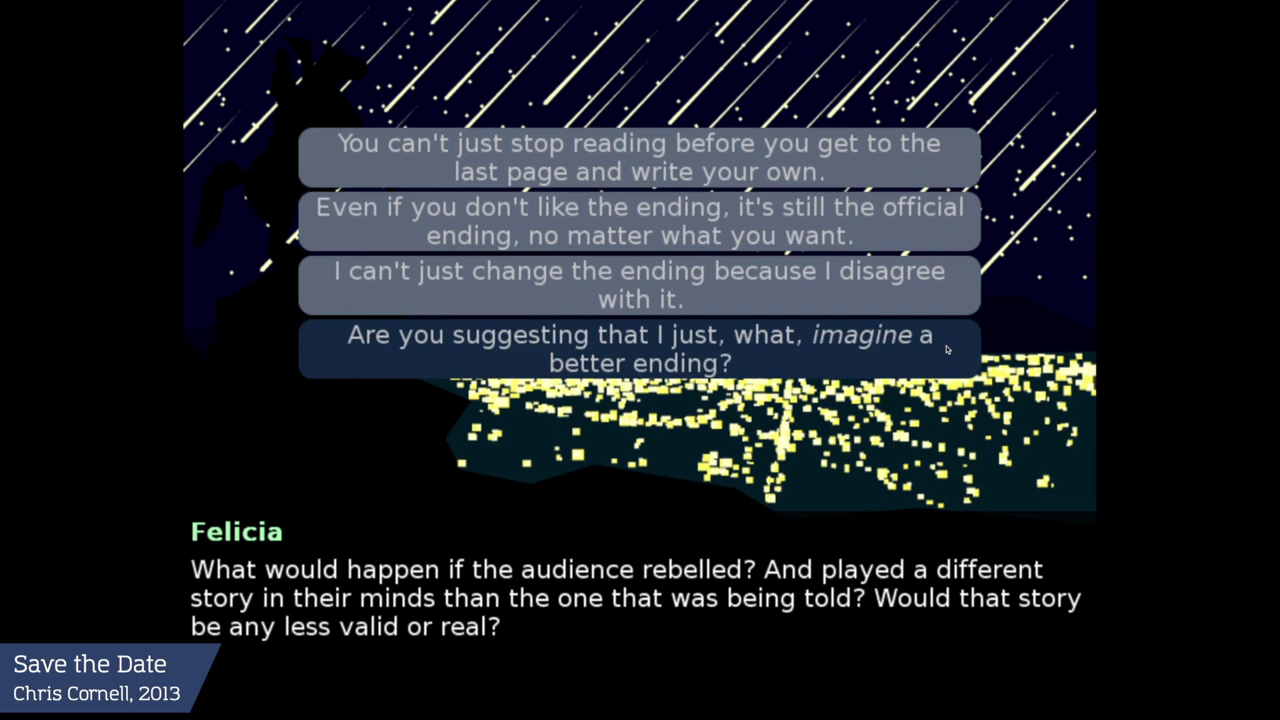 You can't just stop reading before you get to the
last page and write your own.
Even if you don't like the ending, it's still the official
ending, no matter what you want.
I can't just change the ending because I disagree
with it.
Are you suggesting that I just, what, imagine a
better ending?
Felicia
What would happen if the audience rebelled? And played a different
story in their minds than the one that was being told? Would that story
be any less valid or real?
Save the Date
Chris Cornell, 2013